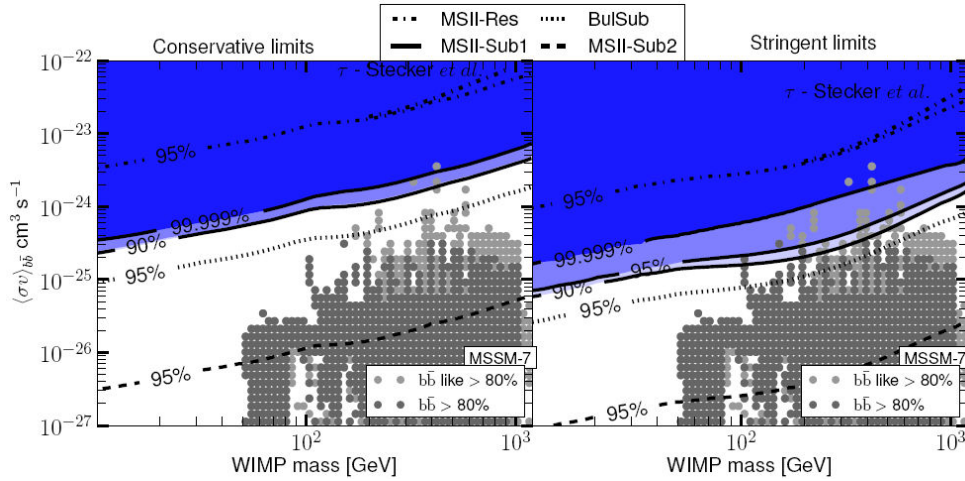 MSII-Res
BulSub
MSII-Sub1
MSII-Sub2
Conservative limits
Stringent limits
10^{-22}
10^{-23}
10^{-24}
10^{-25}
10^{-26}
10^{-27}
⟨σv⟩_{bb̄} cm³ s⁻¹
τ - Stecker et al.
95%
99.999%
90%
95%
95%
MSSM-7
bb̄ like > 80%
bb̄ > 80%
10²
10³
WIMP mass [GeV]
τ - Stecker et al.
95%
99.999%
95%
90%
95%
95%
MSSM-7
bb̄ like > 80%
bb̄ > 80%
10²
10³
WIMP mass [GeV]